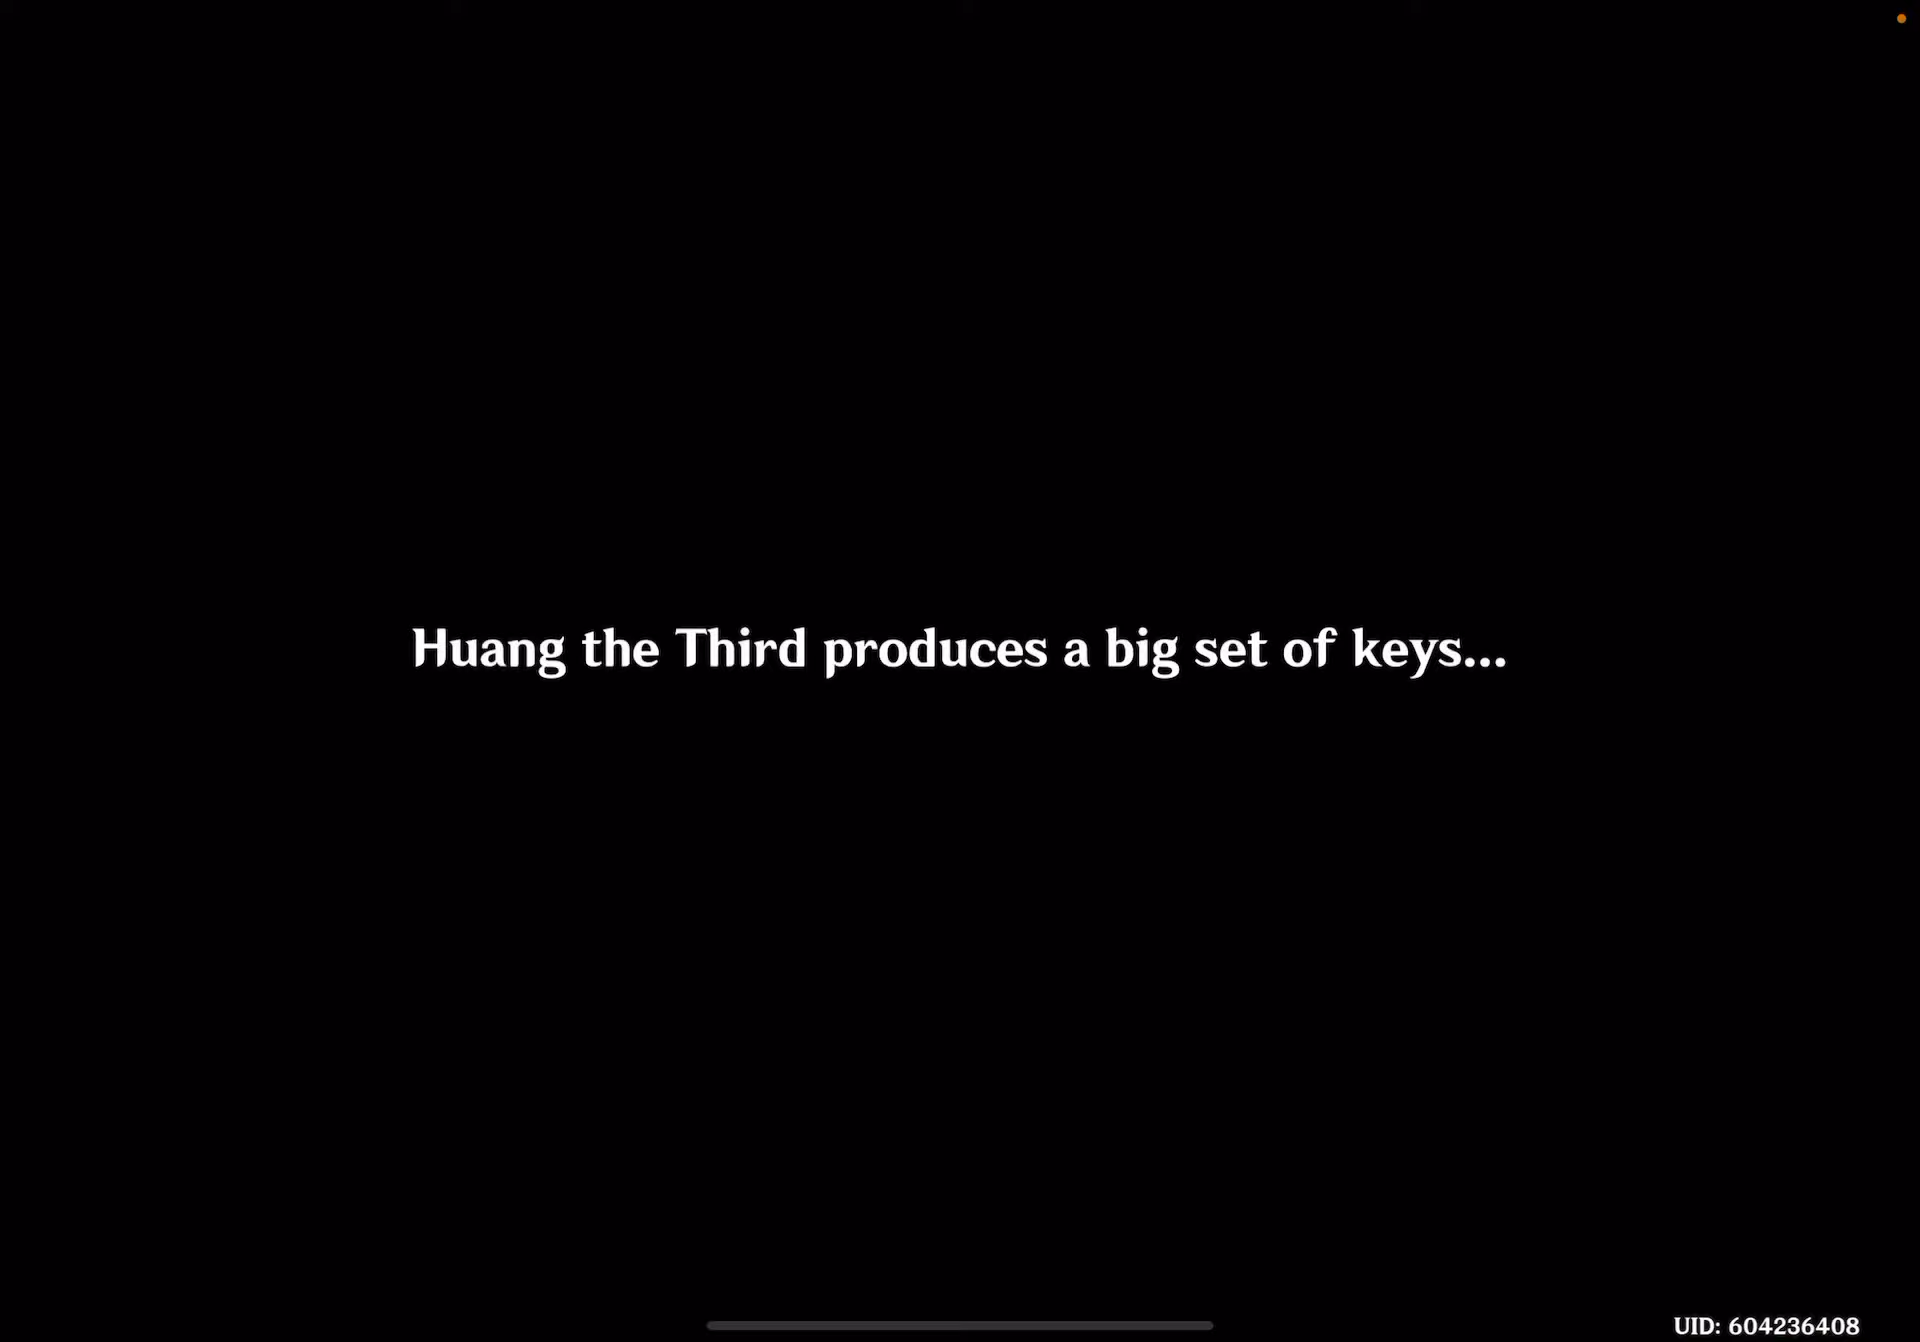 Huang the Third produces a big set of keys...
UID: 604236408